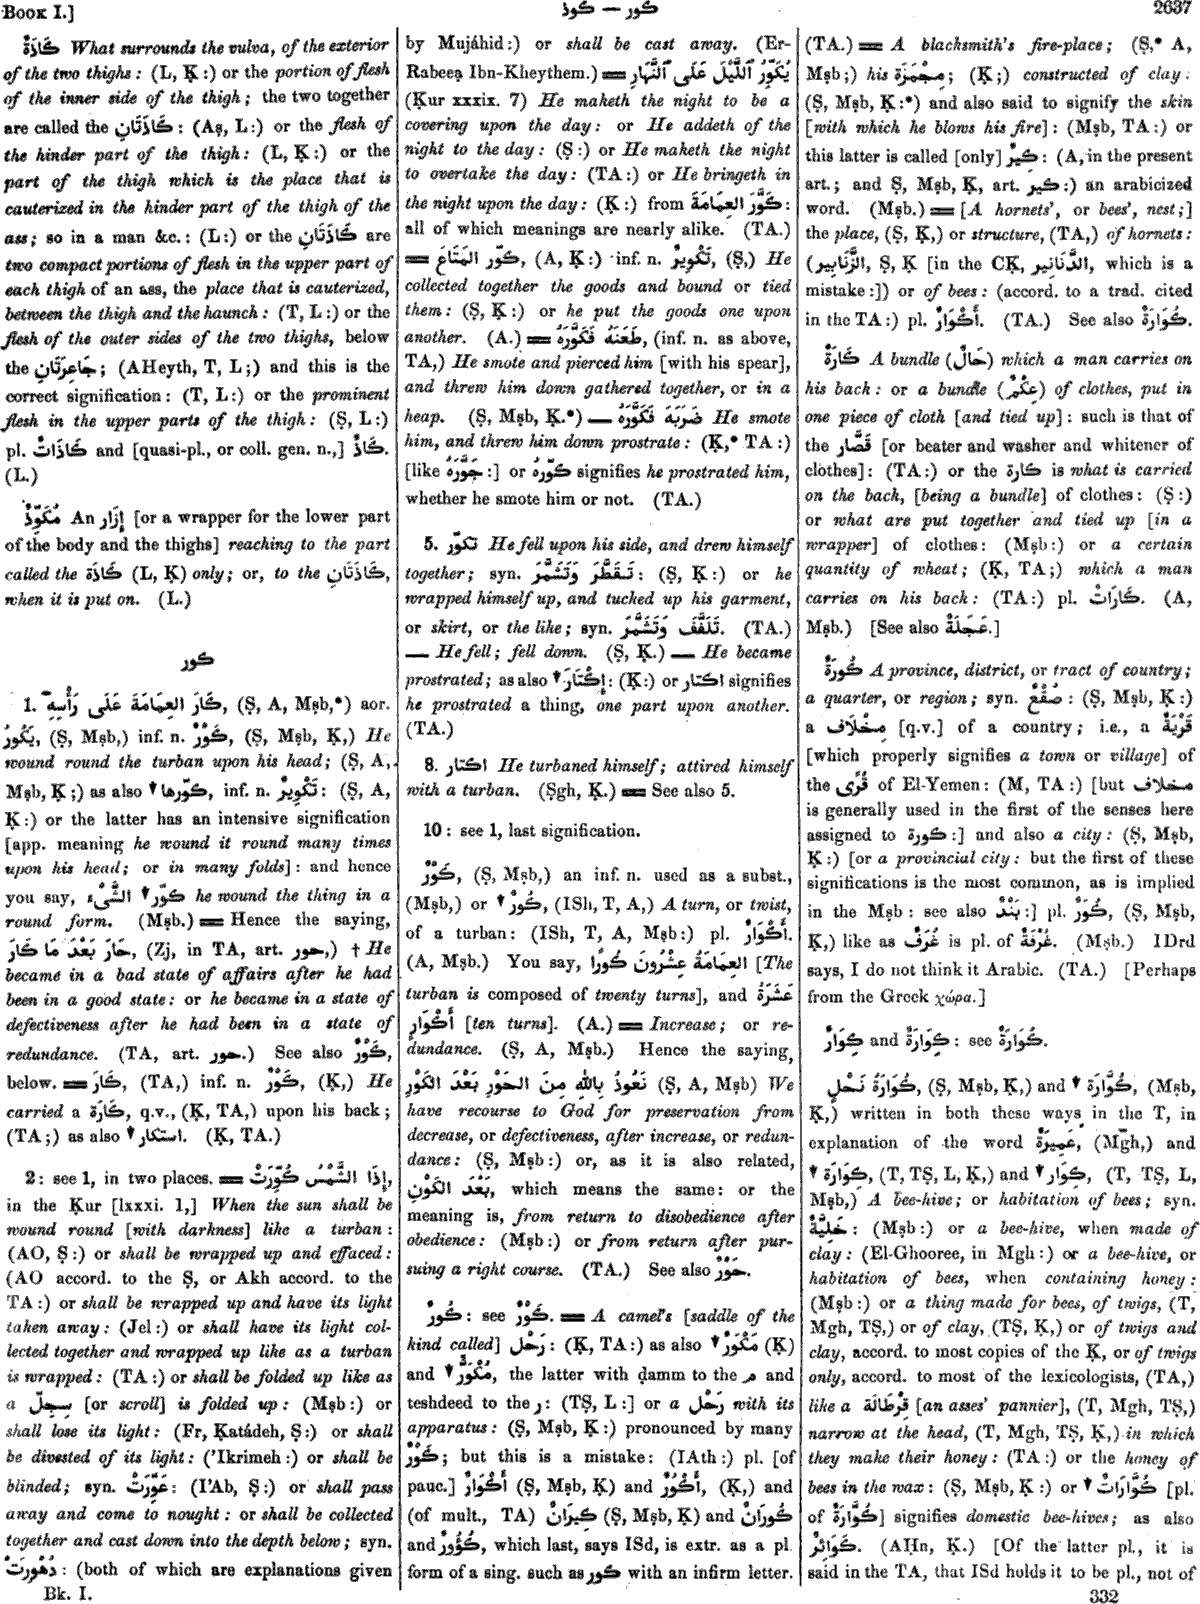 Book I.]
كور — كوذ
2637
كَاذَةٌ What surrounds the vulva, of the exterior
of the two thighs: (L, Ḳ:) or the portion of flesh
of the inner side of the thigh; the two together
are called the كَاذَتَانِ: (Aṣ, L:) or the flesh of
the hinder part of the thigh: (L, Ḳ:) or the
part of the thigh which is the place that is
cauterized in the hinder part of the thigh of the
ass; so in a man &c.: (L:) or the كَاذَتَانِ are
two compact portions of flesh in the upper part of
each thigh of an ass, the place that is cauterized,
between the thigh and the haunch: (T, L:) or the
flesh of the outer sides of the two thighs, below
the جَاعِرَتَانِ; (AHeyth, T, L;) and this is the
correct signification: (T, L:) or the prominent
flesh in the upper parts of the thigh: (Ṣ, L:)
pl. كَاذَاتٌ and [quasi-pl., or coll. gen. n.,] كَاذٌ.
(L.)
مُكَوَّذٌ An إِزَار [or a wrapper for the lower part
of the body and the thighs] reaching to the part
called the كَاذَة (L, Ḳ) only; or, to the كَاذَتَانِ,
when it is put on. (L.)
كور
1. كَارَ العِمَامَةَ عَلَى رَأْسِهِ, (Ṣ, A, Mṣb,*) aor.
يَكُورُ, (Ṣ, Mṣb,) inf. n. كَوْرٌ, (Ṣ, Mṣb, Ḳ,) He
wound round the turban upon his head; (Ṣ, A,
Mṣb, Ḳ;) as also ▼ كوّرها, inf. n. تَكْوِيرٌ: (Ṣ, A,
Ḳ:) or the latter has an intensive signification
[app. meaning he wound it round many times
upon his head; or in many folds]: and hence
you say, كوّر ▼ الشَّىْءَ he wound the thing in a
round form. (Mṣb.) ＝ Hence the saying,
حَارَ بَعْدَ مَا كَارَ, (Zj, in TA, art. حور,) † He
became in a bad state of affairs after he had
been in a good state: or he became in a state of
defectiveness after he had been in a state of
redundance. (TA, art. حور.) See also كَوْرٌ,
below. ＝ كَارَ, (TA,) inf. n. كَوْرٌ, (Ḳ,) He
carried a كَارَة, q.v., (Ḳ, TA,) upon his back;
(TA;) as also ▼ استكار. (Ḳ, TA.)
2: see 1, in two places. ＝ إِذَا الشَّمْسُ كُوِّرَتْ,
in the Ḳur [lxxxi. 1,] When the sun shall be
wound round [with darkness] like a turban:
(AO, Ṣ:) or shall be wrapped up and effaced:
(AO accord. to the Ṣ, or Akh accord. to the
TA:) or shall be wrapped up and have its light
taken away: (Jel:) or shall have its light col-
lected together and wrapped up like as a turban
is wrapped: (TA:) or shall be folded up like as
a سِجِلّ [or scroll] is folded up: (Mṣb:) or
shall lose its light: (Fr, Ḳatádeh, Ṣ:) or shall
be divested of its light: ('Ikrimeh:) or shall be
blinded; syn. عُوِّرَتْ: (I'Ab, Ṣ:) or shall pass
away and come to nought: or shall be collected
together and cast down into the depth below; syn.
دُهْوِرَتْ: (both of which are explanations given
Bk. I.
by Mujáhid:) or shall be cast away. (Er-
Rabeea Ibn-Kheythem.) ＝ يُكَوِّرُ ٱللَّيْلَ عَلَى ٱلنَّهَارِ
(Ḳur xxxix. 7) He maketh the night to be a
covering upon the day: or He addeth of the
night to the day: (Ṣ:) or He maketh the night
to overtake the day: (TA:) or He bringeth in
the night upon the day: (Ḳ:) from كَوَّرَ العِمَامَةَ:
all of which meanings are nearly alike. (TA.)
＝ كوّر المَتَاعَ, (A, Ḳ:) inf. n. تَكْوِيرٌ, (Ṣ,) He
collected together the goods and bound or tied
them: (Ṣ, Ḳ:) or he put the goods one upon
another. (A.) ＝ طَعَنَهُ فَكَوَّرَهُ, (inf. n. as above,
TA,) He smote and pierced him [with his spear],
and threw him down gathered together, or in a
heap. (Ṣ, Mṣb, Ḳ.*) — ضَرَبَهُ فَكَوَّرَهُ He smote
him, and threw him down prostrate: (Ḳ,* TA:)
[like جَوَّرَهُ:] or كوّرهُ signifies he prostrated him,
whether he smote him or not. (TA.)
5. تكوّر He fell upon his side, and drew himself
together; syn. تَقَطَّرَ وَتَشَمَّرَ: (Ṣ, Ḳ:) or he
wrapped himself up, and tucked up his garment,
or skirt, or the like; syn. تَلَفَّفَ وَتَشَمَّرَ. (TA.)
— He fell; fell down. (Ṣ, Ḳ.) — He became
prostrated; as also ▼ إِكْتَارَ: (Ḳ:) or اكتار signifies
he prostrated a thing, one part upon another.
(TA.)
8. اكتار He turbaned himself; attired himself
with a turban. (Ṣgh, Ḳ.) ＝ See also 5.
10: see 1, last signification.
كَوْرٌ, (Ṣ, Mṣb,) an inf. n. used as a subst.,
(Mṣb,) or ▼ كُورٌ, (ISh, T, A,) A turn, or twist,
of a turban: (ISh, T, A, Mṣb:) pl. أَكْوَارٌ.
(A, Mṣb.) You say, العِمَامَةُ عِشْرُونَ كَوْرًا [The
turban is composed of twenty turns], and عَشَرَةُ
أَكْوَارٍ [ten turns]. (A.) ＝ Increase; or re-
dundance. (Ṣ, A, Mṣb.) Hence the saying,
نَعُوذُ بِاللّٰهِ مِنَ الحَوْرِ بَعْدَ الكَوْرِ (Ṣ, A, Mṣb) We
have recourse to God for preservation from
decrease, or defectiveness, after increase, or redun-
dance: (Ṣ, Mṣb:) or, as it is also related,
بَعْدَ الكَوْنِ, which means the same: or the
meaning is, from return to disobedience after
obedience: (Mṣb:) or from return after pur-
suing a right course. (TA.) See also حَوْرٌ.
كُورٌ: see كَوْرٌ. ＝ A camel's [saddle of the
kind called] رَحْل: (Ḳ, TA:) as also ▼ مَكْوَرٌ (Ḳ)
and ▼ مُكْوَرٌّ, the latter with ḍamm to the م and
teshdeed to the ر: (TṢ, L:] or a رَحْل with its
apparatus: (Ṣ, Mṣb, Ḳ:) pronounced by many
كَوْرٌ; but this is a mistake: (IAth:) pl. [of
pauc.] أَكْوَارٌ (Ṣ, Mṣb, Ḳ) and أَكْوُرٌ, (Ḳ,) and
(of mult., TA) كِيرَانٌ (Ṣ, Mṣb, Ḳ) and كُورَانٌ
and كُؤُورٌ, which last, says ISd, is extr. as a pl.
form of a sing. such as كُور with an infirm letter.
(TA.) ＝ A blacksmith's fire-place; (Ṣ,* A,
Mṣb;) his مِجْمَرَة; (Ḳ;) constructed of clay:
(Ṣ, Mṣb, Ḳ:*) and also said to signify the skin
[with which he blows his fire]: (Mṣb, TA:) or
this latter is called [only] كِيرٌ: (A, in the present
art.; and Ṣ, Mṣb, Ḳ, art. كير:) an arabicized
word. (Mṣb.) ＝ [A hornets', or bees', nest;]
the place, (Ṣ, Ḳ,) or structure, (TA,) of hornets:
(الزَّنَابِير, Ṣ, Ḳ [in the CḲ, الدَّنَانِير, which is a
mistake:]) or of bees: (accord. to a trad. cited
in the TA:) pl. أَكْوَارٌ. (TA.) See also كُوَارَةٌ.
كَارَةٌ A bundle (حَالٌ) which a man carries on
his back: or a bundle (عِكْمٌ) of clothes, put in
one piece of cloth [and tied up]: such is that of
the قَصَّار [or beater and washer and whitener of
clothes]: (TA:) or the كارة is what is carried
on the back, [being a bundle] of clothes: (Ṣ:)
or what are put together and tied up [in a
wrapper] of clothes: (Mṣb:) or a certain
quantity of wheat; (Ḳ, TA;) which a man
carries on his back: (TA:) pl. كَارَاتٌ. (A,
Mṣb.) [See also عَجَلَةٌ.]
كُورَةٌ A province, district, or tract of country;
a quarter, or region; syn. صُقْعٌ: (Ṣ, Mṣb, Ḳ:)
a مِخْلَاف [q.v.] of a country; i.e., a قَرْيَةٌ
[which properly signifies a town or village] of
the قُرًى of El-Yemen: (M, TA:) [but مخلاف
is generally used in the first of the senses here
assigned to كورة:] and also a city: (Ṣ, Mṣb,
Ḳ:) [or a provincial city: but the first of these
significations is the most common, as is implied
in the Mṣb: see also بَنْدٌ:] pl. كُوَرٌ, (Ṣ, Mṣb,
Ḳ,) like as غُرَفٌ is pl. of غُرْفَةٌ. (Mṣb.) IDrd
says, I do not think it Arabic. (TA.) [Perhaps
from the Greek χώρα.]
كِوَارٌ and كِوَارَةٌ: see كُوَارَةٌ.
كُوَارَةُ نَحْلٍ, (Ṣ, Mṣb, Ḳ,) and ▼ كُوَّارَة, (Mṣb,
Ḳ,) written in both these ways in the T, in
explanation of the word عَمِيرَةٌ, (Mgh,) and
▼ كِوَارَة, (T, TṢ, L, Ḳ,) and ▼ كِوَار, (T, TṢ, L,
Mṣb,) A bee-hive; or habitation of bees; syn.
خَلِيَّةٌ: (Mṣb:) or a bee-hive, when made of
clay: (El-Ghooree, in Mgh:) or a bee-hive, or
habitation of bees, when containing honey:
(Mṣb:) or a thing made for bees, of twigs, (T,
Mgh, TṢ,) or of clay, (TṢ, Ḳ,) or of twigs and
clay, accord. to most copies of the Ḳ, or of twigs
only, accord. to most of the lexicologists, (TA,)
like a قِرْطَالَة [an asses' pannier], (T, Mgh, TṢ,)
narrow at the head, (T, Mgh, TṢ, Ḳ,) in which
they make their honey: (TA:) or the honey of
bees in the wax: (Ṣ, Mṣb, Ḳ:) or ▼ كُوَّارَاتٌ [pl.
of كُوَّارَةٌ] signifies domestic bee-hives; as also
كَوَائِرُ. (AḤn, Ḳ.) [Of the latter pl., it is
said in the TA, that ISd holds it to be pl., not of
332